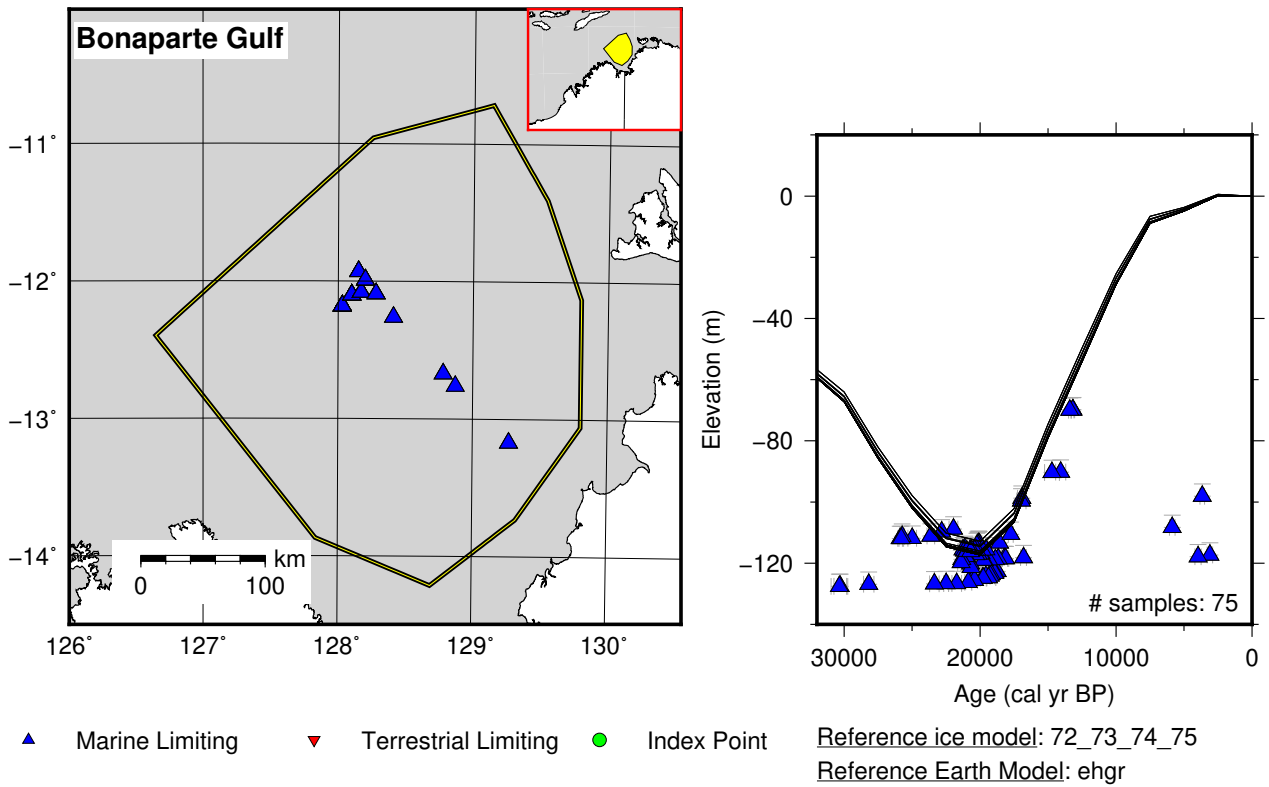 Bonaparte Gulf
−11˚
−12˚
−13˚
−14˚
126˚
127˚
128˚
129˚
130˚
km
0 100
0
−40
−80
−120
Elevation (m)
# samples: 75
30000 20000 10000 0
Age (cal yr BP)
Marine Limiting
Terrestrial Limiting
Index Point
Reference ice model: 72_73_74_75
Reference Earth Model: ehgr